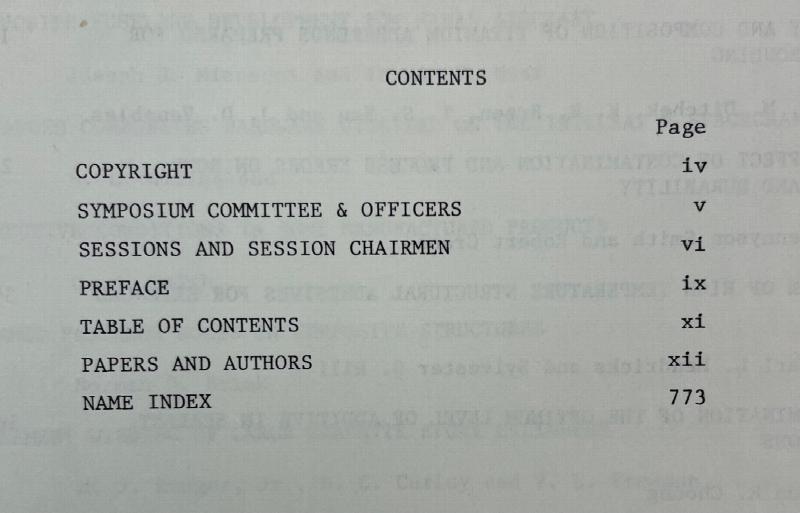 CONTENTS
Page
COPYRIGHT iv
SYMPOSIUM COMMITTEE & OFFICERS v
SESSIONS AND SESSION CHAIRMEN vi
PREFACE ix
TABLE OF CONTENTS xi
PAPERS AND AUTHORS xii
NAME INDEX 773